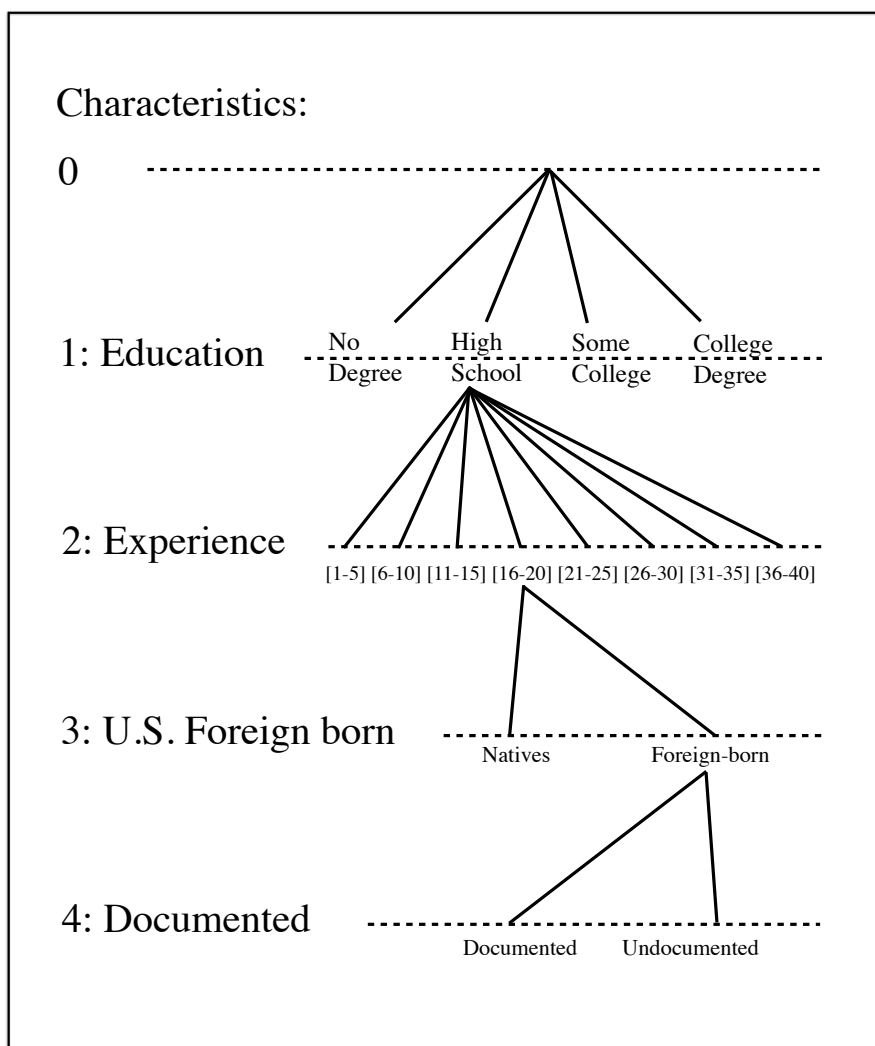 Characteristics:
0
1: Education
No Degree
High School
Some College
College Degree
2: Experience
[1-5] [6-10] [11-15] [16-20] [21-25] [26-30] [31-35] [36-40]
3: U.S. Foreign born
Natives Foreign-born
4: Documented
Documented Undocumented